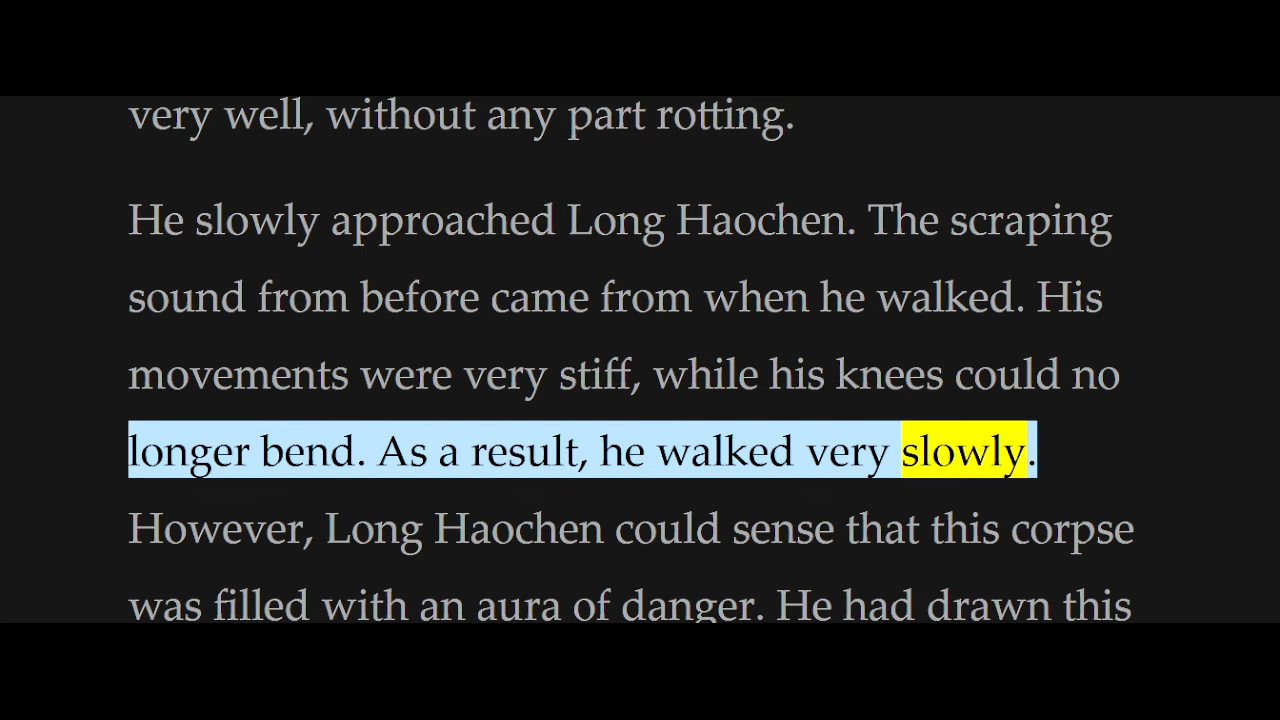 very well, without any part rotting.
He slowly approached Long Haochen. The scraping
sound from before came from when he walked. His
movements were very stiff, while his knees could no
longer bend. As a result, he walked very slowly.
However, Long Haochen could sense that this corpse
was filled with an aura of danger. He had drawn this